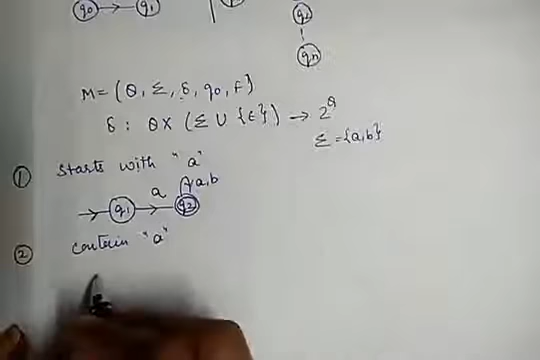 q0 q1
q2
qn
M = (Q, Σ, δ, q0, F)
δ : Q X (Σ ∪ {ε}) → 2^Q
Σ = {a,b}
① Starts with "a"
a a,b
q1 q2
② contain "a"